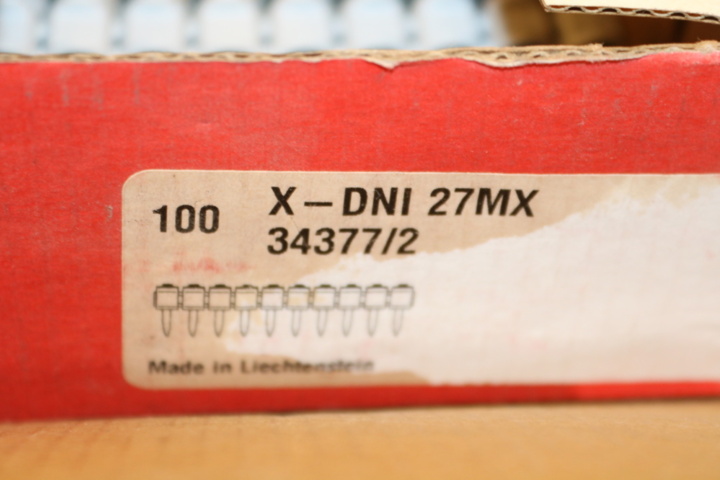 100
X-DNI 27MX
34377/2
Made in Liechtenstein